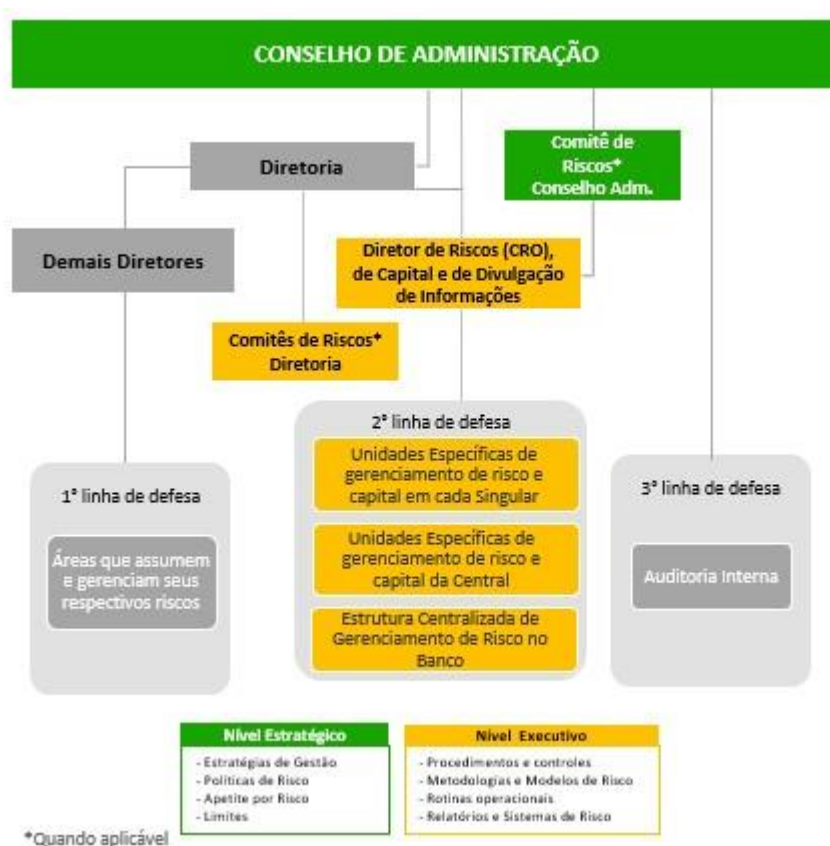 CONSELHO DE ADMINISTRAÇÃO
Comitê de
Riscos*
Conselho Adm.
Diretoria
Demais Diretores
Diretor de Riscos (CRO),
de Capital e de Divulgação
de Informações
Comitês de Riscos*
Diretoria
1ª linha de defesa
Áreas que assumem
e gerenciam seus
respectivos riscos
2ª linha de defesa
Unidades Específicas de
gerenciamento de risco e
capital em cada Singular
Unidades Específicas de
gerenciamento de risco e
capital da Central
Estrutura Centralizada de
Gerenciamento de Risco no
Banco
3ª linha de defesa
Auditoria Interna
Nível Estratégico
- Estratégias de Gestão
- Políticas de Risco
- Apetite por Risco
- Limites
Nível Executivo
- Procedimentos e controles
- Metodologias e Modelos de Risco
- Rotinas operacionais
- Relatórios e Sistemas de Risco
*Quando aplicável